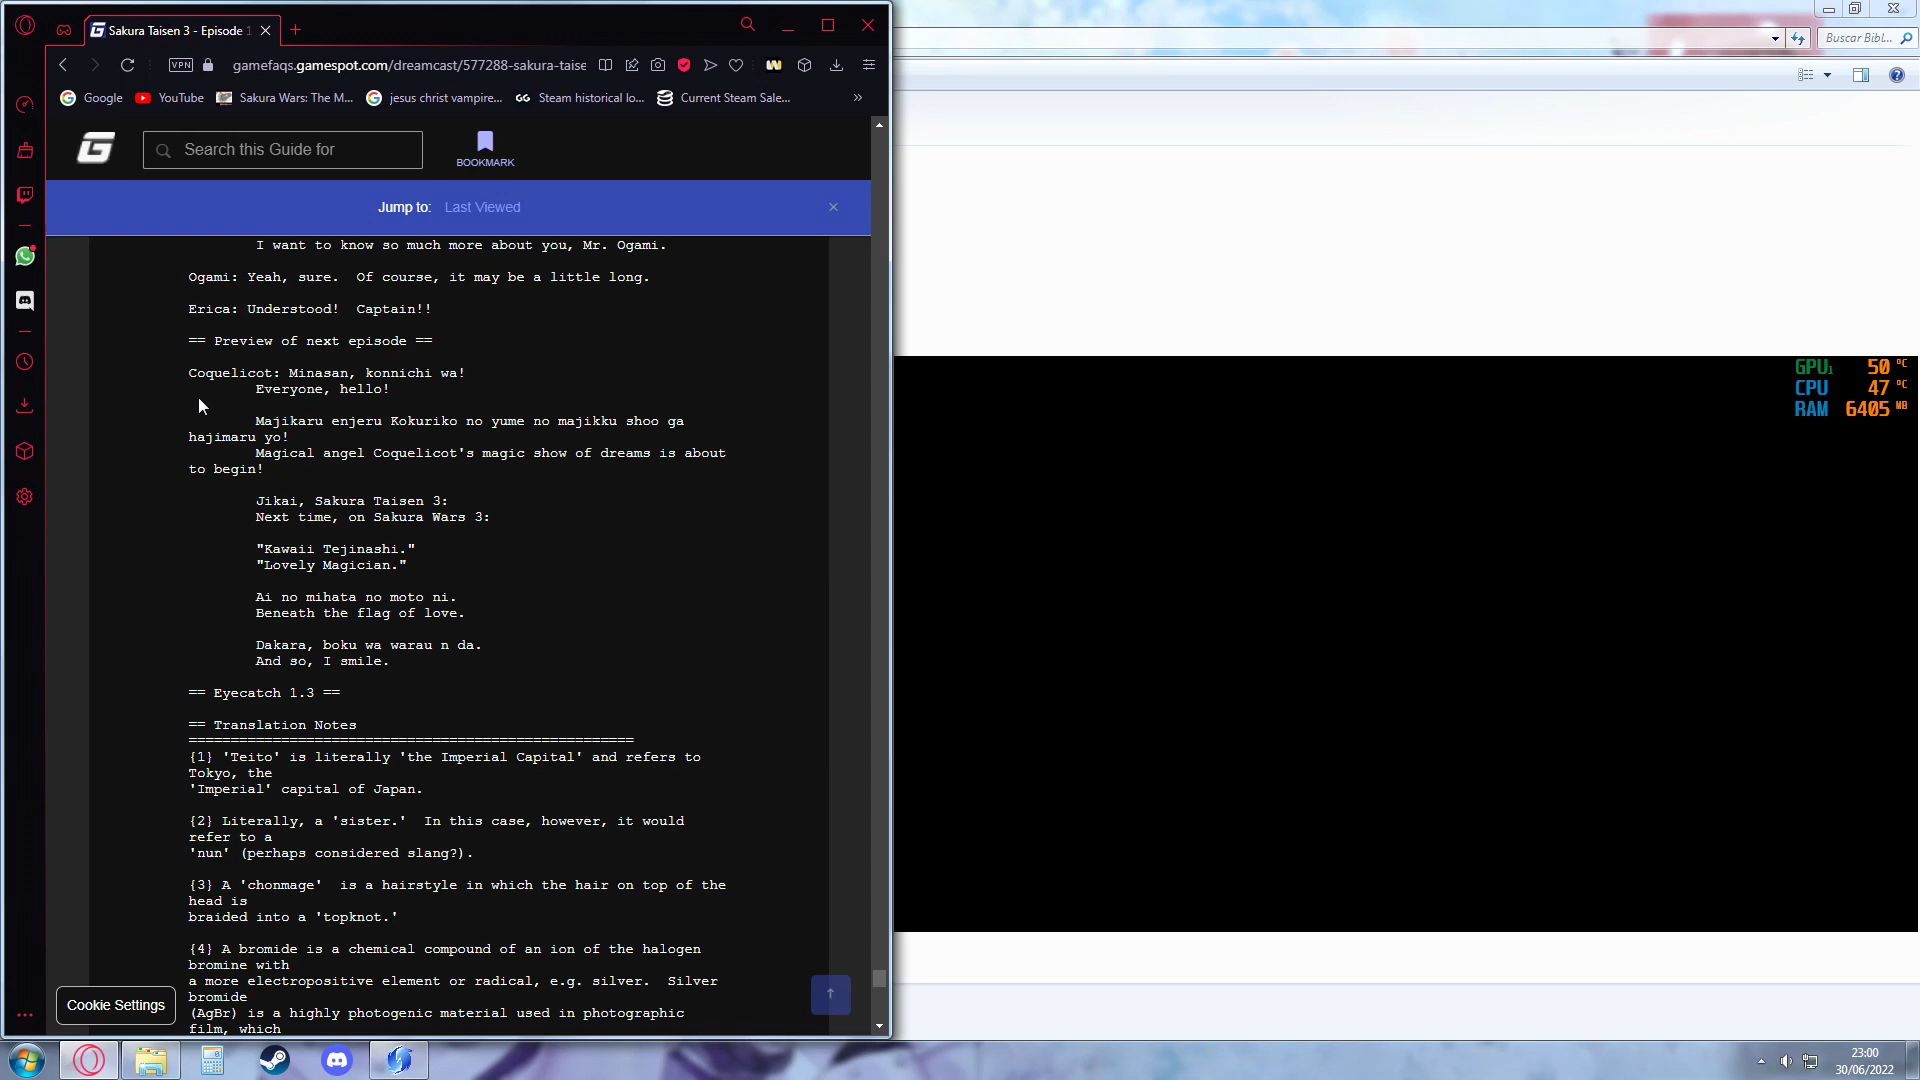 Sakura Taisen 3 - Episode 1
VPN
gamefaqs.gamespot.com/dreamcast/577288-sakura-taise
Google
YouTube
Sakura Wars: The M...
jesus christ vampire...
Steam historical lo...
Current Steam Sale...
Search this Guide for
BOOKMARK
Jump to: Last Viewed
I want to know so much more about you, Mr. Ogami.
Ogami: Yeah, sure.  Of course, it may be a little long.
Erica: Understood!  Captain!!
== Preview of next episode ==
Coquelicot: Minasan, konnichi wa!
Everyone, hello!
Majikaru enjeru Kokuriko no yume no majikku shoo ga
hajimaru yo!
Magical angel Coquelicot's magic show of dreams is about
to begin!
Jikai, Sakura Taisen 3:
Next time, on Sakura Wars 3:
"Kawaii Tejinashi."
"Lovely Magician."
Ai no mihata no moto ni.
Beneath the flag of love.
Dakara, boku wa warau n da.
And so, I smile.
== Eyecatch 1.3 ==
== Translation Notes
=====================================================
{1} 'Teito' is literally 'the Imperial Capital' and refers to
Tokyo, the
'Imperial' capital of Japan.
{2} Literally, a 'sister.'  In this case, however, it would
refer to a
'nun' (perhaps considered slang?).
{3} A 'chonmage'  is a hairstyle in which the hair on top of the
head is
braided into a 'topknot.'
{4} A bromide is a chemical compound of an ion of the halogen
bromine with
a more electropositive element or radical, e.g. silver.  Silver
bromide
(AgBr) is a highly photogenic material used in photographic
film, which
Cookie Settings
Buscar Bibl...
GPU1 50 °C
CPU 47 °C
RAM 6405 MB
23:00
30/06/2022